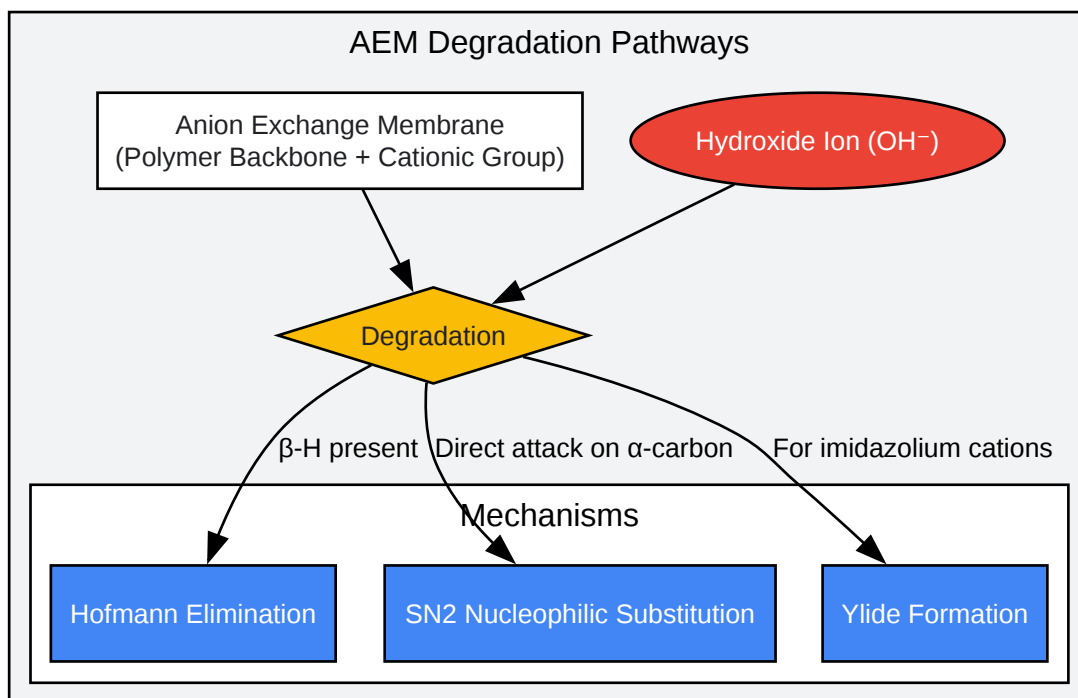 AEM Degradation Pathways
Anion Exchange Membrane
(Polymer Backbone + Cationic Group)
Hydroxide Ion (OH⁻)
Degradation
β-H present
Direct attack on α-carbon
For imidazolium cations
Mechanisms
Hofmann Elimination
SN2 Nucleophilic Substitution
Ylide Formation